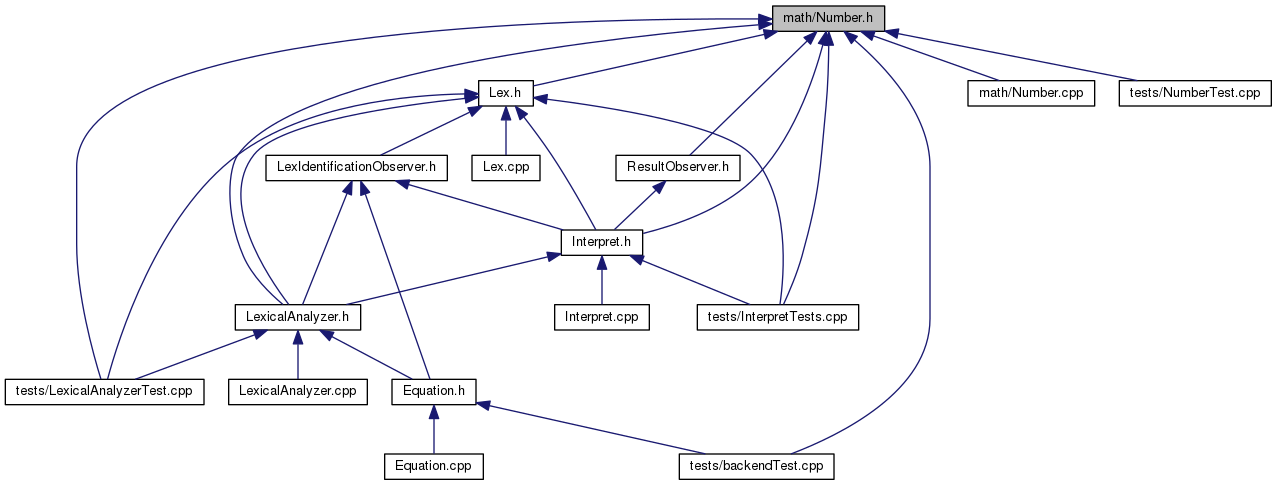 math/Number.h
Lex.h
math/Number.cpp
tests/NumberTest.cpp
LexIdentificationObserver.h
Lex.cpp
ResultObserver.h
Interpret.h
LexicalAnalyzer.h
Interpret.cpp
tests/InterpretTests.cpp
tests/LexicalAnalyzerTest.cpp
LexicalAnalyzer.cpp
Equation.h
Equation.cpp
tests/backendTest.cpp